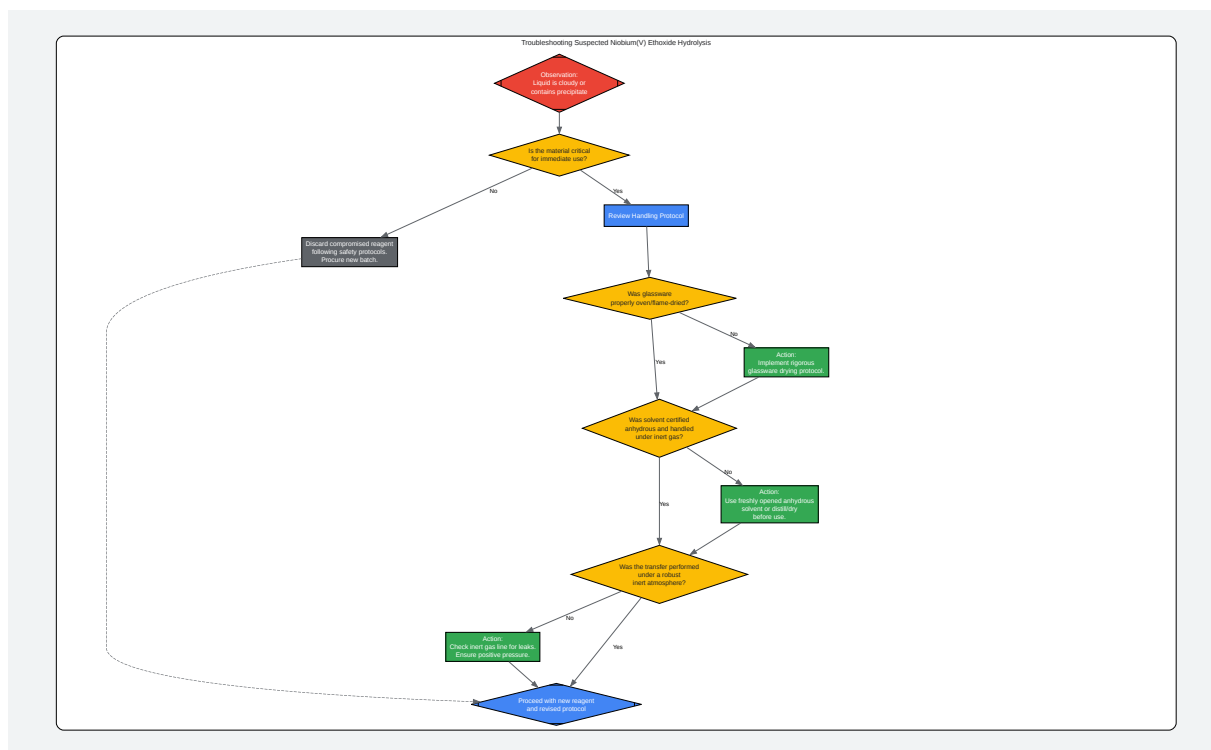 Troubleshooting Suspected Niobium(V) Ethoxide Hydrolysis
Observation:
Liquid is cloudy or
contains precipitate
Is the material critical
for immediate use?
No
Yes
Review Handling Protocol
Discard compromised reagent
following safety protocols.
Procure new batch.
Was glassware
properly oven/flame-dried?
No
Yes
Action:
Implement rigorous
glassware drying protocol.
Was solvent certified
anhydrous and handled
under inert gas?
No
Yes
Action:
Use freshly opened anhydrous
solvent or distill/dry
before use.
Was the transfer performed
under a robust
inert atmosphere?
No
Yes
Action:
Check inert gas line for leaks.
Ensure positive pressure.
Proceed with new reagent
and revised protocol